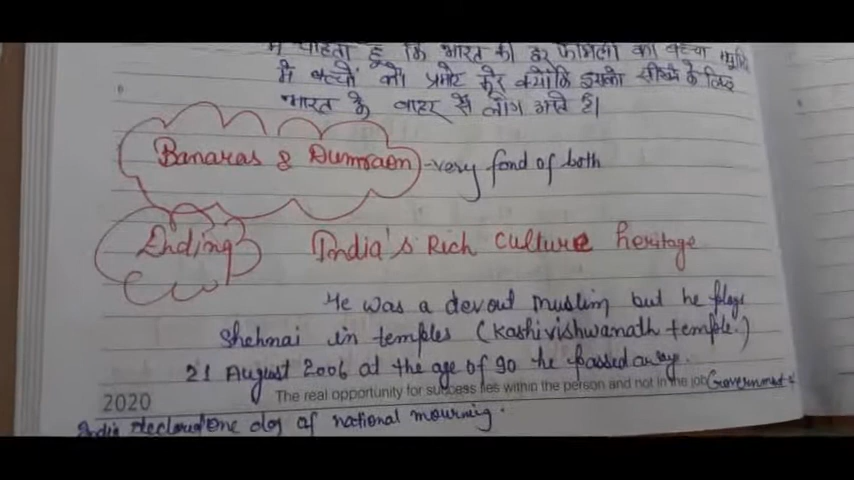 मै चाहता हूँ कि भारत की हर फैमिली का बच्चा
मे बच्चों को प्रमोट करे क्योंकि इसको सीखने के लिए
भारत के बाहर से लोग आते है।
Banaras & Dumraon - very fond of both
Ending India's Rich culture heritage
He was a devout muslim but he plays
Shehnai in temples (Kashivishwanath temple.)
21 August 2006 at the age of 90 he passed away.
2020 The real opportunity for success lies within the person and not in the job Government of
India declared one day of national mourning.